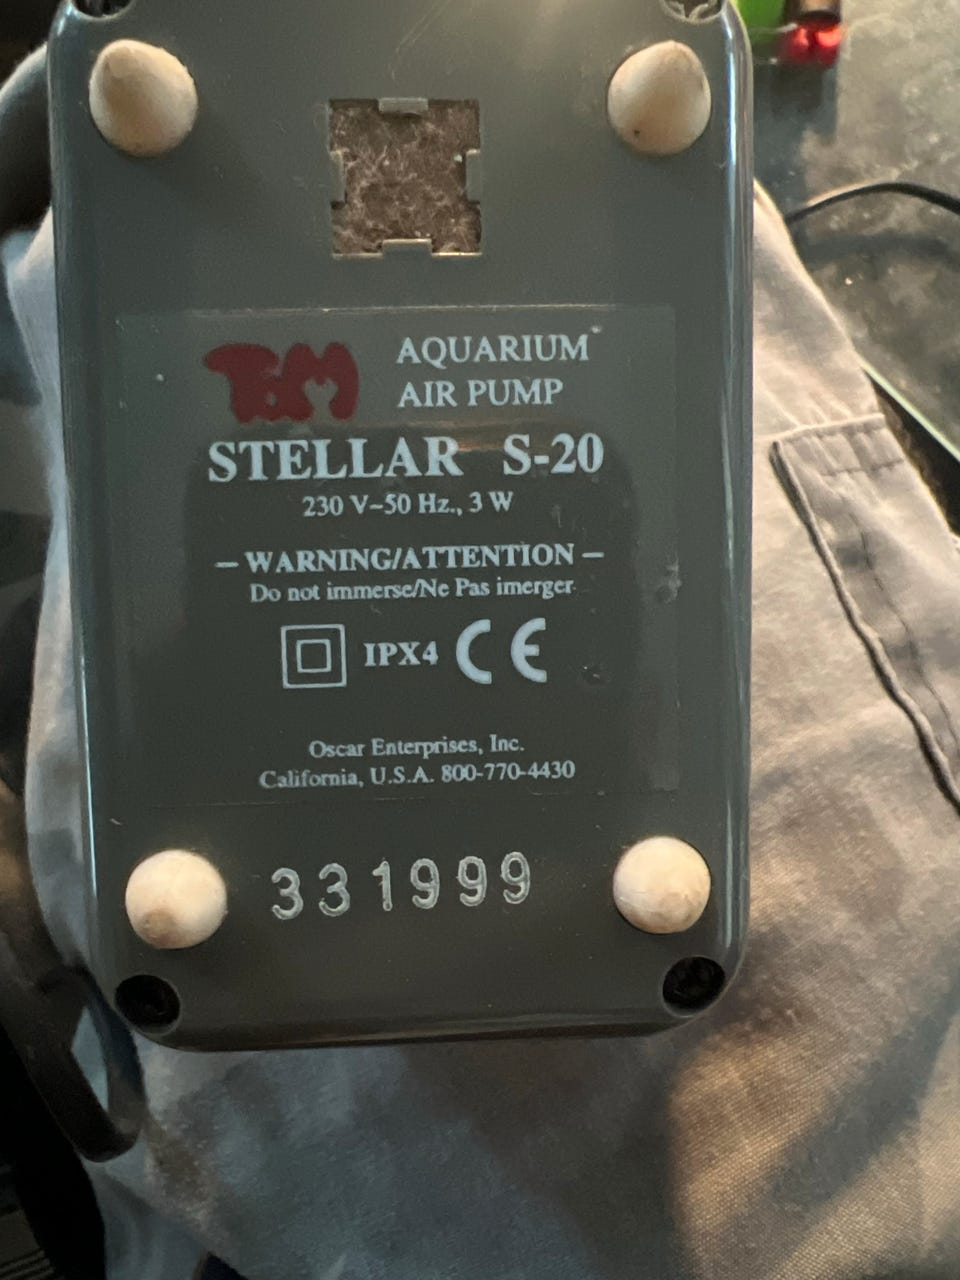 TOM
AQUARIUM
AIR PUMP
STELLAR S-20
230 V~50 Hz., 3 W
– WARNING/ATTENTION –
Do not immerse/Ne Pas imerger
IPX4 CE
Oscar Enterprises, Inc.
California, U.S.A. 800-770-4430
331999